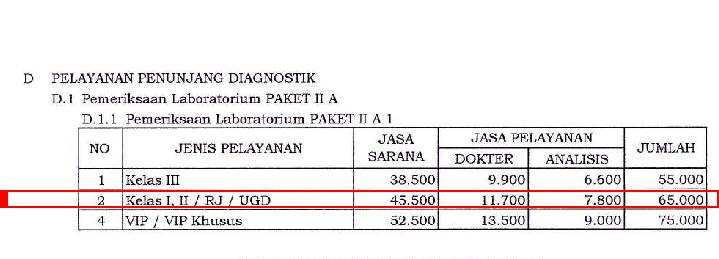 D PELAYANAN PENUNJANG DIAGNOSTIK
D.1 Pemeriksaan Laboratorium PAKET II A
D.1.1 Pemeriksaan Laboratorium PAKET II A 1
NO JENIS PELAYANAN JASA SARANA JASA PELAYANAN JUMLAH
DOKTER ANALISIS
1 Kelas III 38.500 9.900 6.600 55.000
2 Kelas I, II / RJ / UGD 45.500 11.700 7.800 65.000
4 VIP / VIP Khusus 52.500 13.500 9.000 75.000